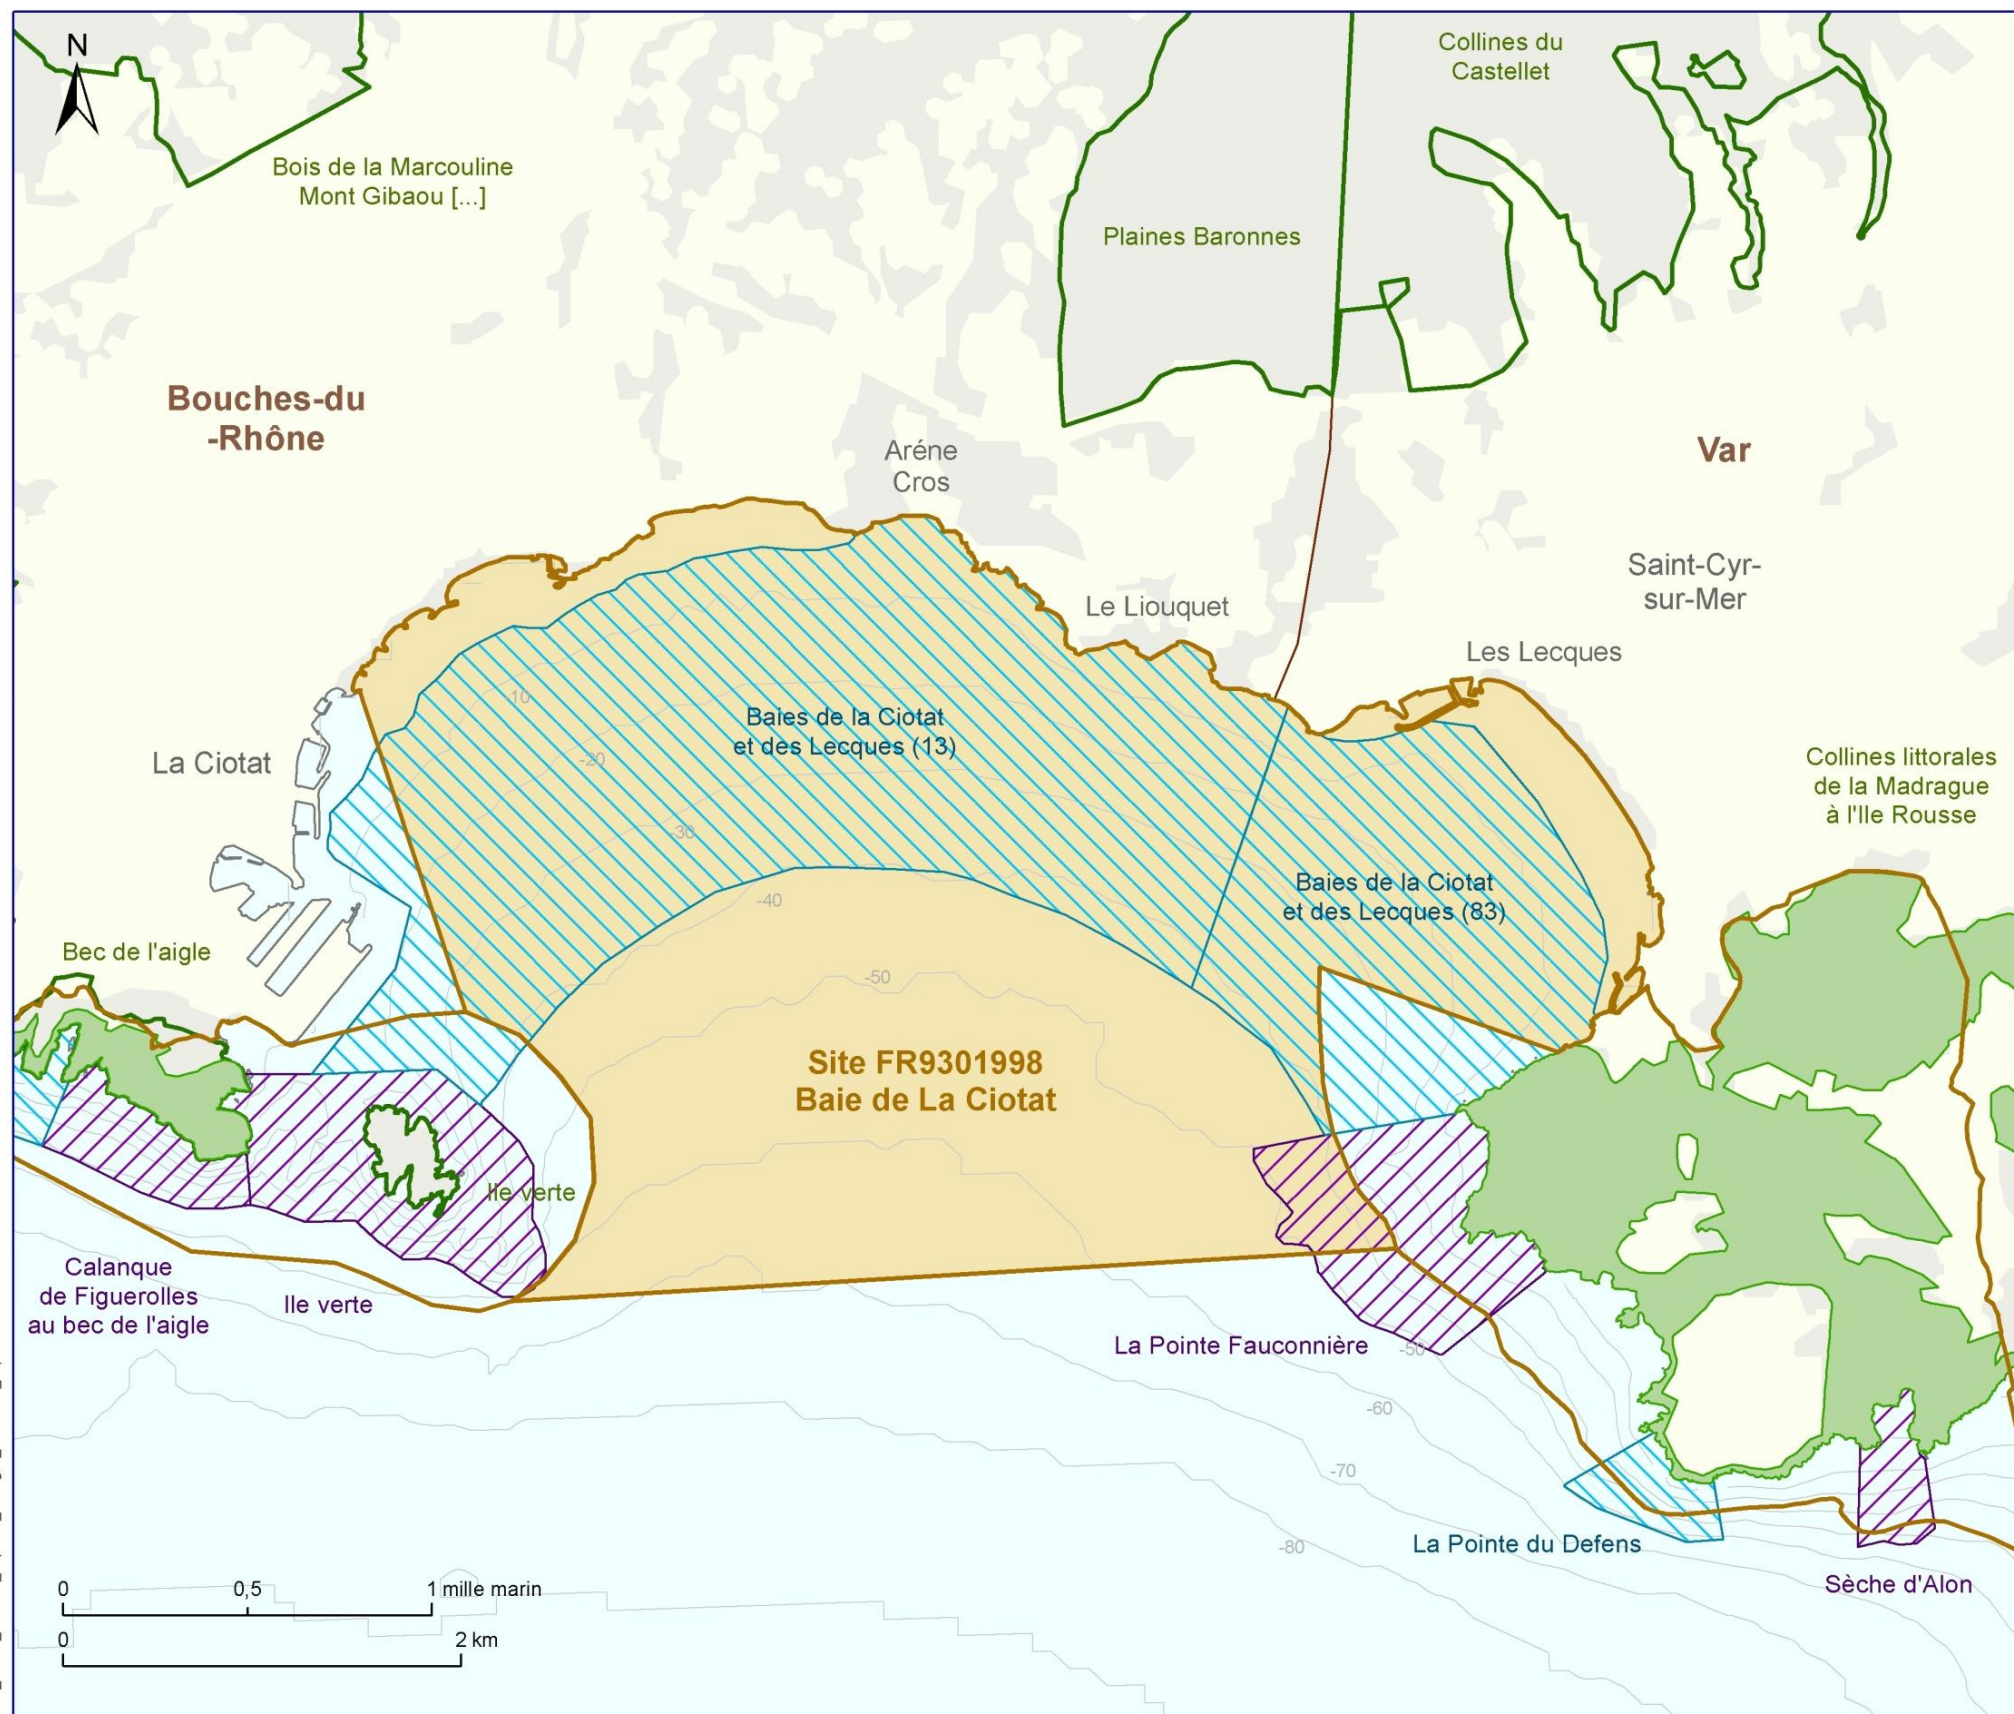 N
Collines du
Castellet
Bois de la Marcouline
Mont Gibaou [...]
Plaines Baronnes
Bouches-du
-Rhône
Var
Aréne
Cros
Saint-Cyr-
sur-Mer
Le Liouquet
Les Lecques
10
Baies de la Ciotat
et des Lecques (13)
-20
La Ciotat
Collines littorales
de la Madrague
à l'Ile Rousse
-30
Baies de la Ciotat
et des Lecques (83)
-40
Bec de l'aigle
-50
Site FR9301998
Baie de La Ciotat
Ile verte
Calanque
de Figuerolles
au bec de l'aigle
Ile verte
La Pointe Fauconnière
-50
-60
-70
La Pointe du Defens
-80
Sèche d'Alon
0 0,5 1 mille marin
0 2 km